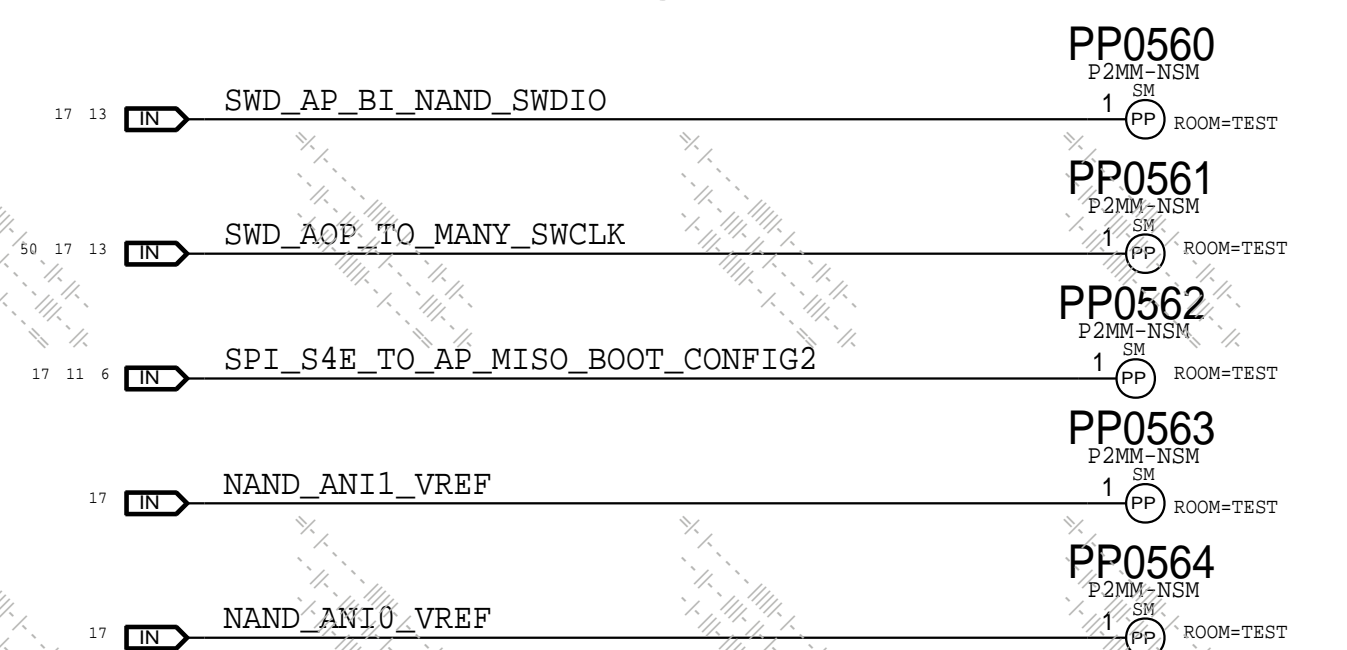 PP0560
P2MM-NSM
SM
17 13 IN SWD_AP_BI_NAND_SWDIO 1 PP ROOM=TEST
PP0561
P2MM-NSM
SM
50 17 13 IN SWD_AOP_TO_MANY_SWCLK 1 PP ROOM=TEST
PP0562
P2MM-NSM
SM
17 11 6 IN SPI_S4E_TO_AP_MISO_BOOT_CONFIG2 1 PP ROOM=TEST
PP0563
P2MM-NSM
SM
17 IN NAND_ANI1_VREF 1 PP ROOM=TEST
PP0564
P2MM-NSM
SM
17 IN NAND_ANI0_VREF 1 PP ROOM=TEST